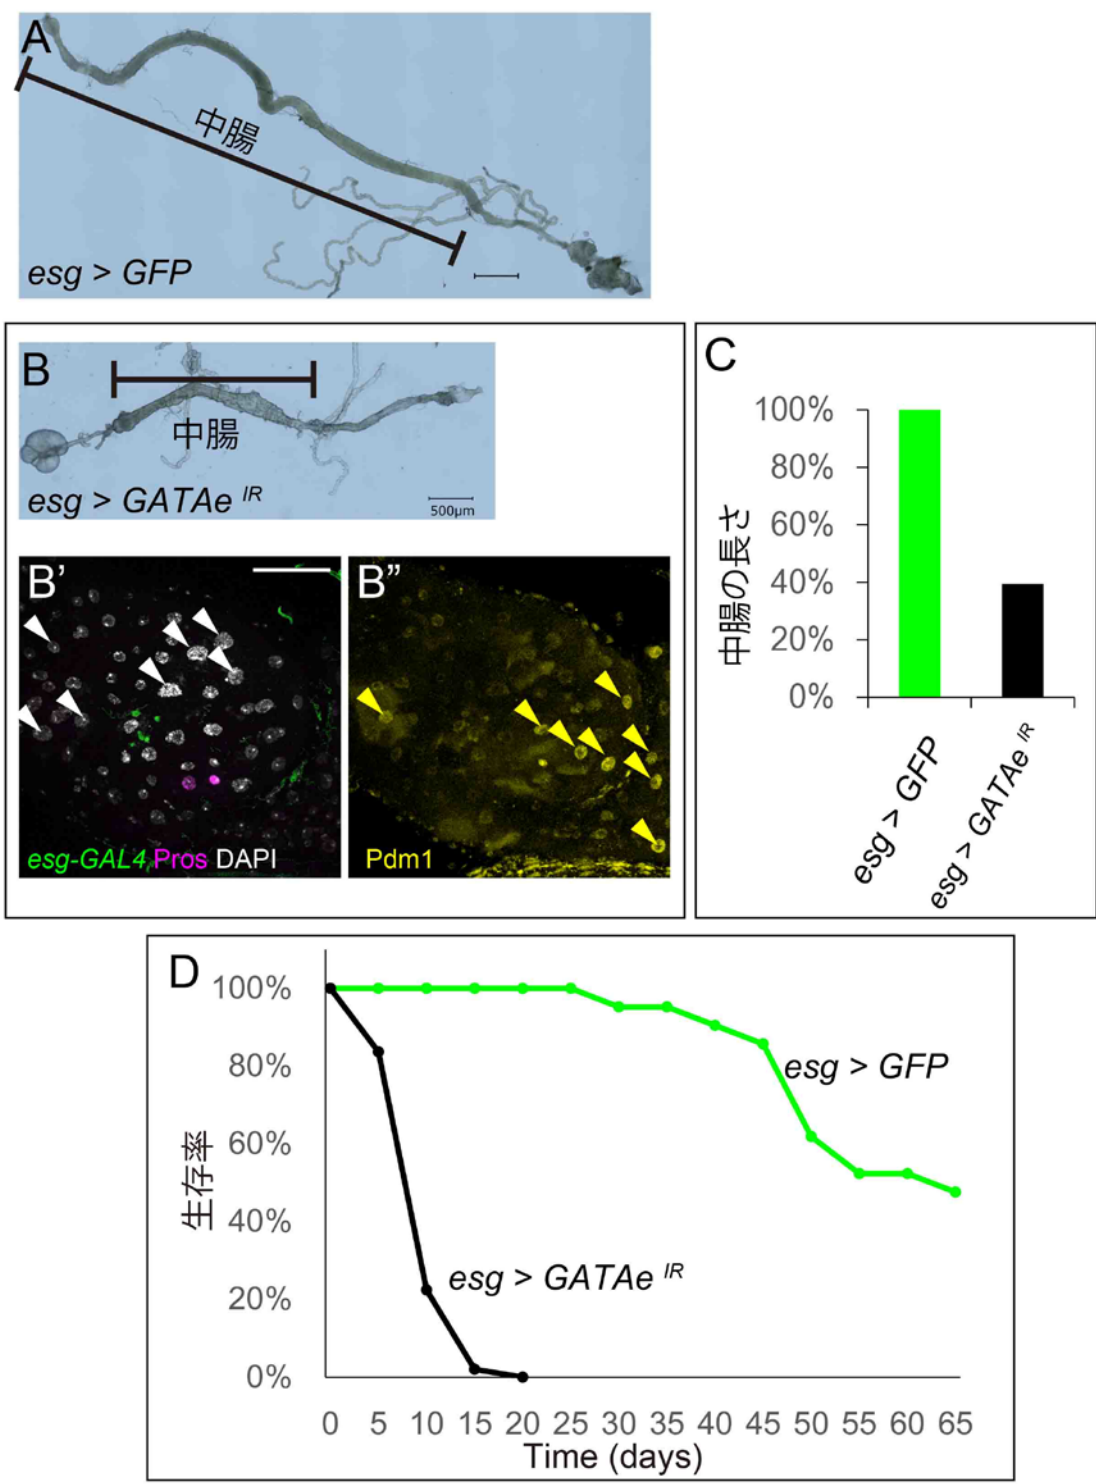 A
中腸
esg > GFP
B
中腸
esg > GATAe IR
500μm
B'
esg-GAL4 Pros DAPI
B"
Pdm1
C
100%
80%
60%
40%
20%
0%
中腸の長さ
esg > GFP
esg > GATAe IR
D
100%
80%
60%
40%
20%
0%
生存率
esg > GFP
esg > GATAe IR
0 5 10 15 20 25 30 35 40 45 50 55 60 65
Time (days)